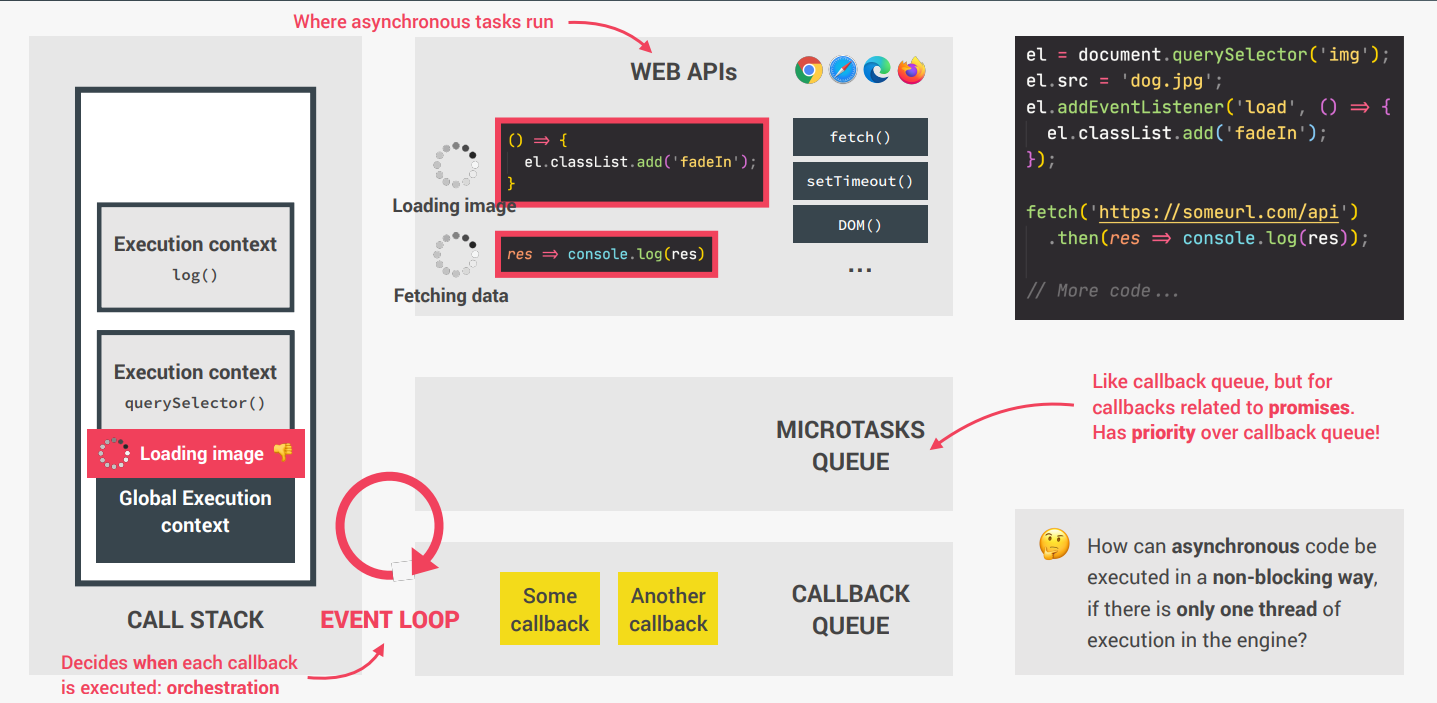 Where asynchronous tasks run
WEB APIs
() => {
el.classList.add('fadeIn');
}
Loading image
res => console.log(res)
Fetching data
fetch()
setTimeout()
DOM()
...
el = document.querySelector('img');
el.src = 'dog.jpg';
el.addEventListener('load', () => {
el.classList.add('fadeIn');
});
fetch('https://someurl.com/api')
.then(res => console.log(res));
// More code...
Execution context
log()
Execution context
querySelector()
Loading image
Global Execution
context
CALL STACK
EVENT LOOP
Decides when each callback
is executed: orchestration
MICROTASKS
QUEUE
Like callback queue, but for
callbacks related to promises.
Has priority over callback queue!
Some
callback
Another
callback
CALLBACK
QUEUE
How can asynchronous code be
executed in a non-blocking way,
if there is only one thread of
execution in the engine?